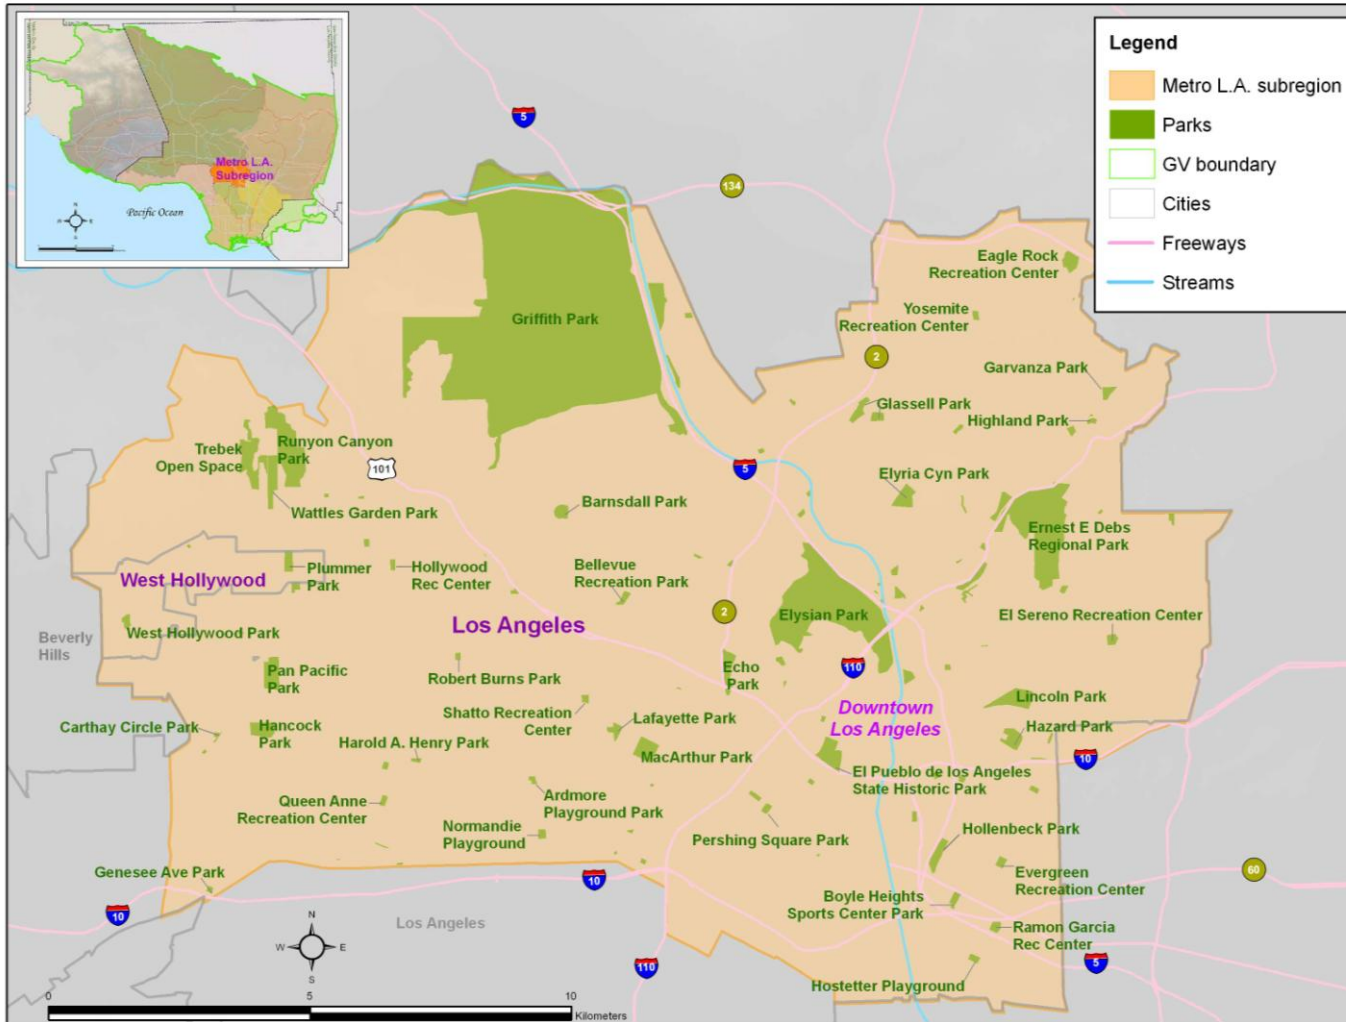 Metro L.A.
Subregion
Pacific Ocean
N
W
E
S
Legend
Metro L.A. subregion
Parks
GV boundary
Cities
Freeways
Streams
5
134
Eagle Rock
Recreation Center
Yosemite
Recreation Center
Griffith Park
2
Garvanza Park
Glassell Park
Highland Park
Trebek
Open Space
Runyon Canyon
Park
101
5
Elyria Cyn Park
Wattles Garden Park
Barnsdall Park
Ernest E Debs
Regional Park
West Hollywood
Plummer
Park
Hollywood
Rec Center
Bellevue
Recreation Park
2
Elysian Park
El Sereno Recreation Center
West Hollywood Park
Los Angeles
Beverly
Hills
Pan Pacific
Park
Robert Burns Park
Echo
Park
110
Lincoln Park
Downtown
Los Angeles
Shatto Recreation
Center
Lafayette Park
Carthay Circle Park
Hancock
Park
Harold A. Henry Park
MacArthur Park
Hazard Park
10
El Pueblo de los Angeles
State Historic Park
Queen Anne
Recreation Center
Ardmore
Playground Park
Normandie
Playground
Pershing Square Park
Hollenbeck Park
Genesee Ave Park
10
Evergreen
Recreation Center
60
Boyle Heights
Sports Center Park
10
Los Angeles
Ramon Garcia
Rec Center
N
W
E
S
110
5
Hostetter Playground
0
5
10
Kilometers